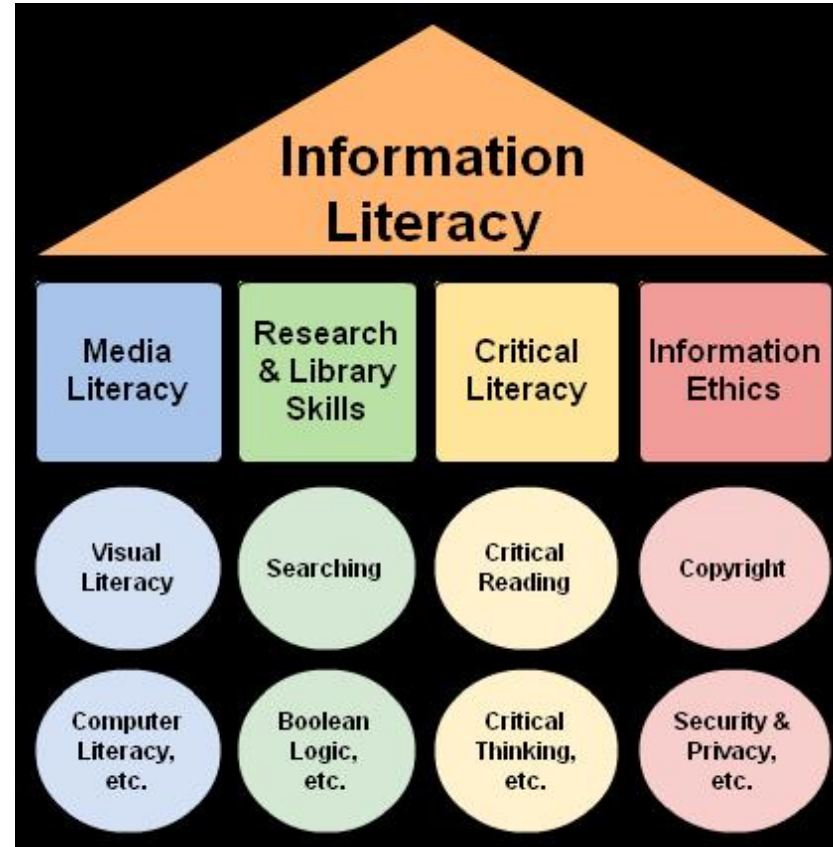 Information
Literacy
Media
Literacy
Research
& Library
Skills
Critical
Literacy
Information
Ethics
Visual
Literacy
Searching
Critical
Reading
Copyright
Computer
Literacy,
etc.
Boolean
Logic,
etc.
Critical
Thinking,
etc.
Security &
Privacy,
etc.